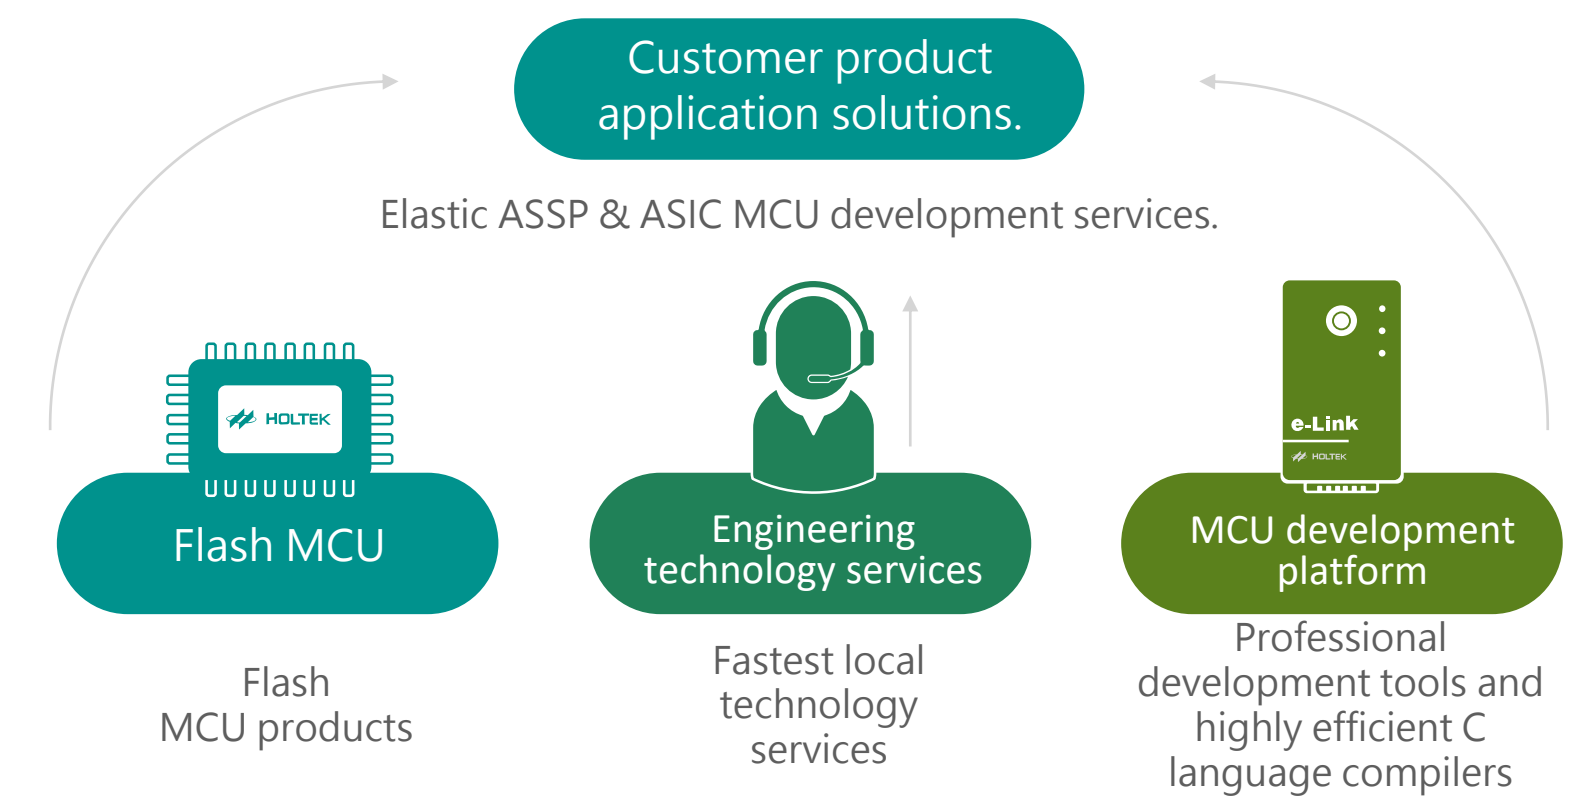 Customer product
application solutions.
Elastic ASSP & ASIC MCU development services.
HOLTEK
Flash MCU
Flash
MCU products
Engineering
technology services
Fastest local
technology
services
e-Link
HOLTEK
MCU development
platform
Professional
development tools and
highly efficient C
language compilers